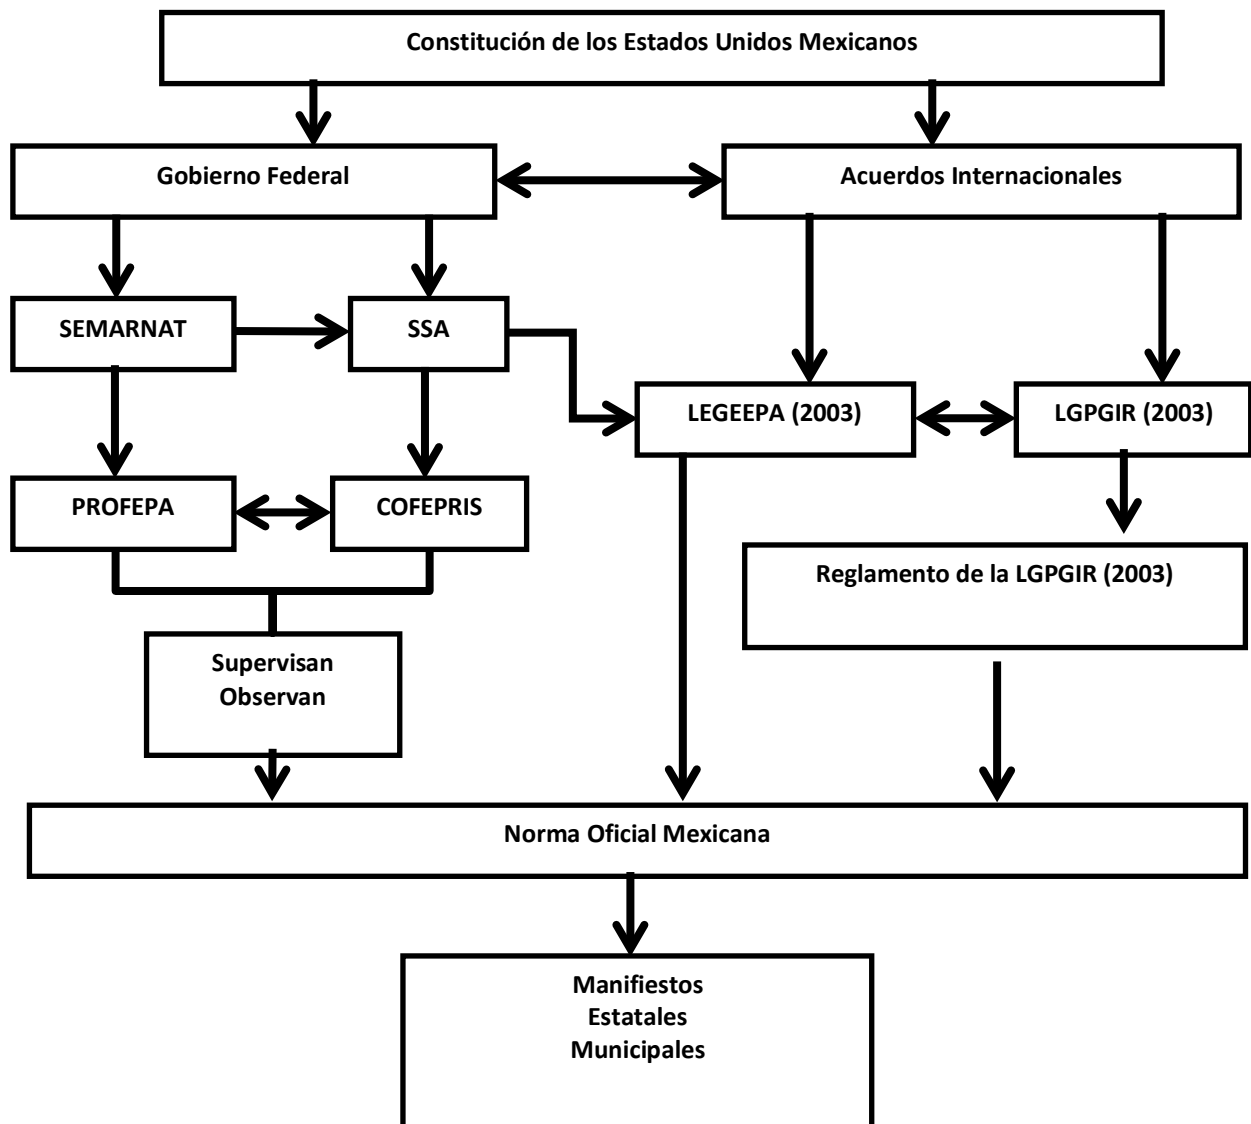 Constitución de los Estados Unidos Mexicanos
Gobierno Federal
Acuerdos Internacionales
SEMARNAT
SSA
LEGEEPA (2003)
LGPGIR (2003)
PROFEPA
COFEPRIS
Reglamento de la LGPGIR (2003)
Supervisan
Observan
Norma Oficial Mexicana
Manifiestos
Estatales
Municipales